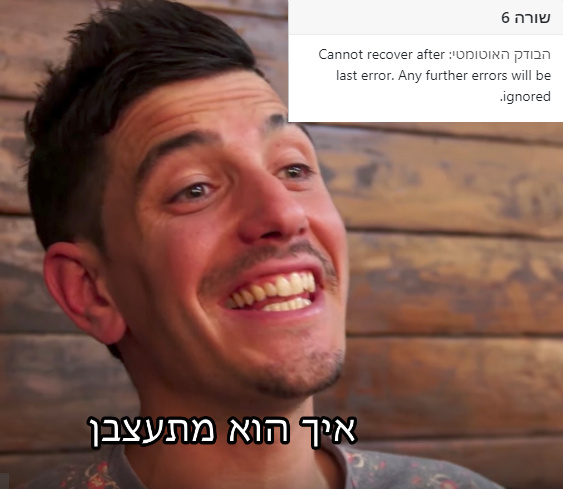 שורה 6
הבודק האוטומטי: Cannot recover after
last error. Any further errors will be
ignored.
איך הוא מתעצבן